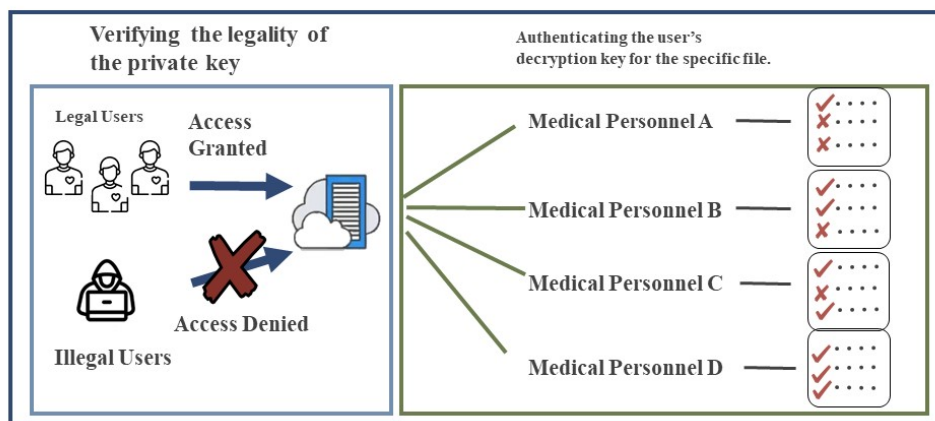 Verifying the legality of
the private key
Authenticating the user's
decryption key for the specific file.
Legal Users
Access
Granted
Access Denied
Illegal Users
Medical Personnel A
Medical Personnel B
Medical Personnel C
Medical Personnel D